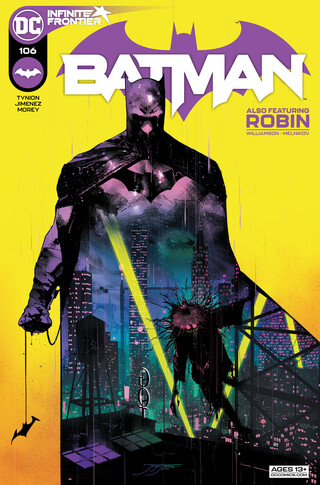 DC
INFINITE
FRONTIER
106
TYNION
JIMENEZ
MOREY
BATMAN
ALSO FEATURING
ROBIN
WILLIAMSON • MELNIKOV
AGES 13+
DCCOMICS.COM